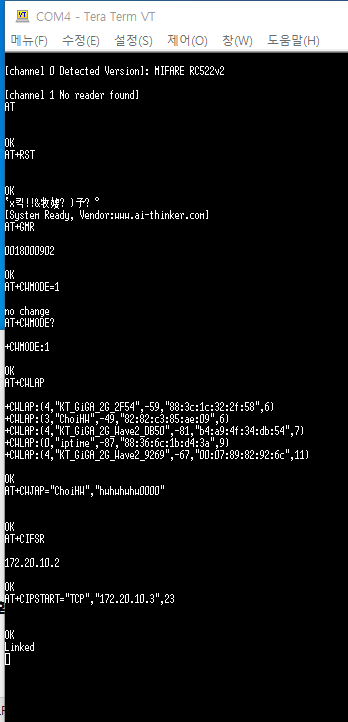 COM4 - Tera Term VT
메뉴(F) 수정(E) 설정(S) 제어(O) 창(W) 도움말(H)
[channel 0 Detected Version]: MIFARE RC522v2
[channel 1 No reader found]
AT
OK
AT+RST
OK
[System Ready, Vendor:www.ai-thinker.com]
AT+GMR
0018000902
OK
AT+CWMODE=1
no change
AT+CWMODE?
+CWMODE:1
OK
AT+CWLAP
+CWLAP:(4,"KT_GiGA_2G_2F54",-59,"88:3c:1c:32:2f:58",6)
+CWLAP:(3,"ChoiHW",-49,"82:82:c3:85:ae:09",6)
+CWLAP:(4,"KT_GiGA_2G_Wave2_DB50",-81,"b4:a9:4f:34:db:54",7)
+CWLAP:(0,"iptime",-87,"88:36:6c:1b:d4:3a",9)
+CWLAP:(4,"KT_GiGA_2G_Wave2_9269",-67,"00:07:89:82:92:6c",11)
OK
AT+CWJAP="ChoiHW","hwhwhwhw0000"
OK
AT+CIFSR
172.20.10.2
OK
AT+CIPSTART="TCP","172.20.10.3",23
OK
Linked